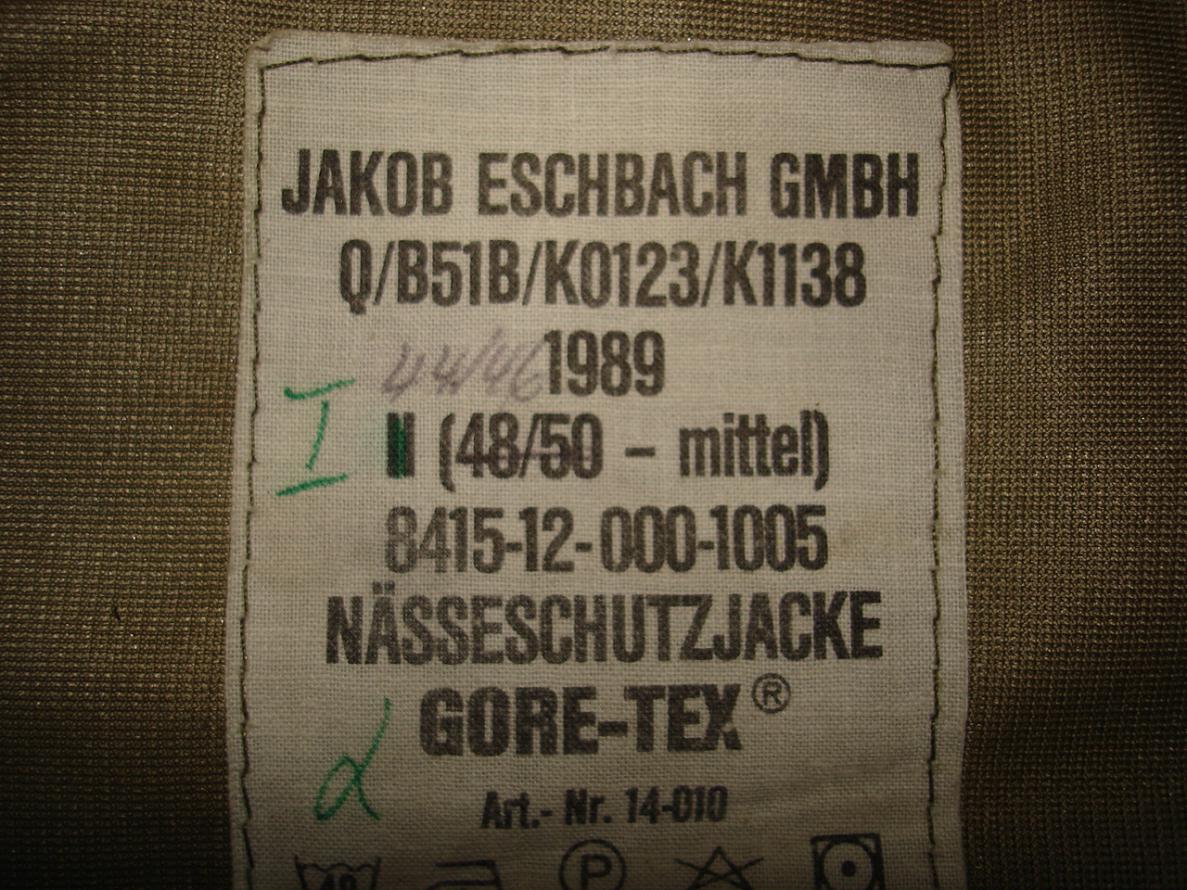 JAKOB ESCHBACH GMBH
Q/B51B/K0123/K1138
44/46 1989
I II (48/50 – mittel)
8415-12-000-1005
NÄSSESCHUTZJACKE
GORE-TEX®
Art.- Nr. 14-010
P